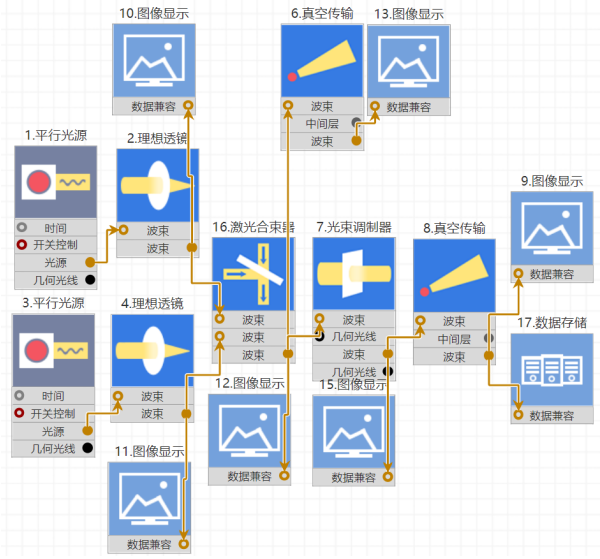 10.图像显示
数据兼容
6.真空传输
波束
中间层
波束
13.图像显示
数据兼容
1.平行光源
时间
开关控制
光源
几何光线
2.理想透镜
波束
波束
16.激光合束器
波束
波束
波束
7.光束调制器
波束
几何光线
波束
几何光线
8.真空传输
波束
中间层
波束
9.图像显示
数据兼容
3.平行光源
时间
开关控制
光源
几何光线
4.理想透镜
波束
波束
17.数据存储
数据兼容
12.图像显示
数据兼容
15.图像显示
数据兼容
11.图像显示
数据兼容